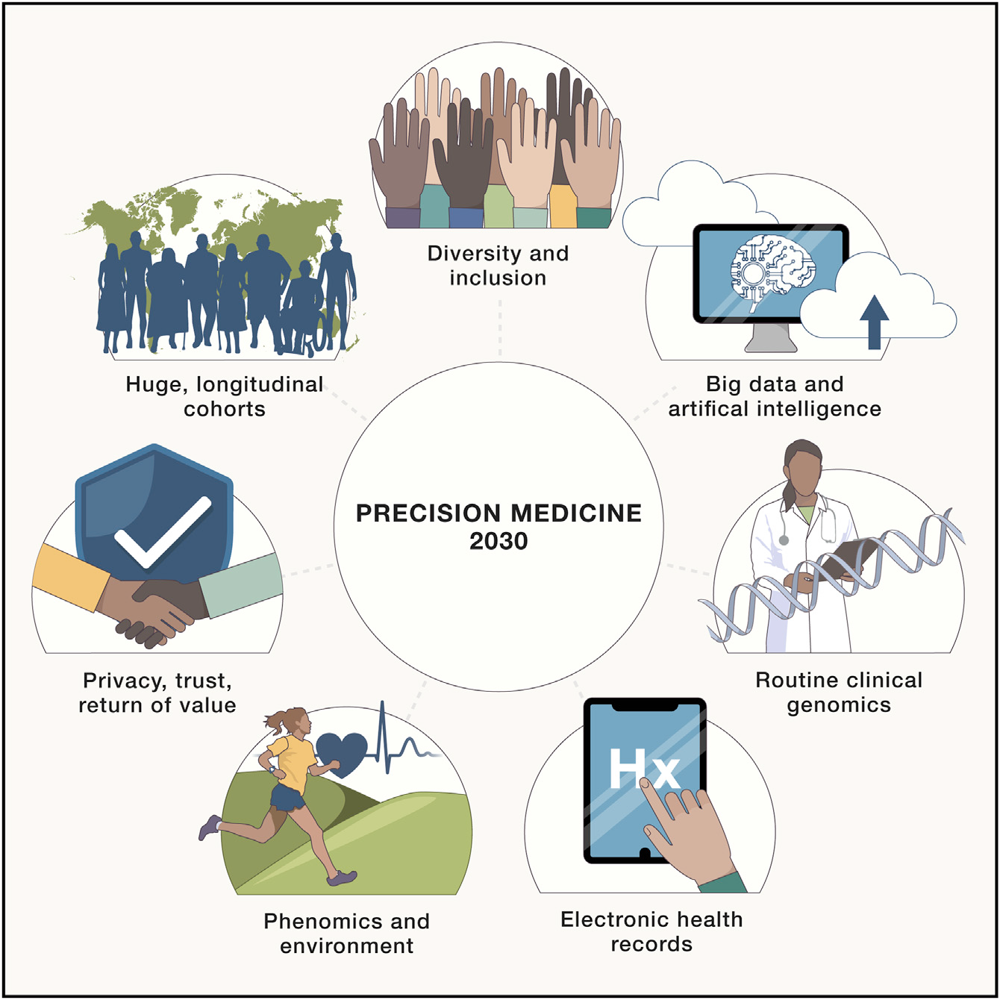 Diversity and
inclusion
Huge, longitudinal
cohorts
Big data and
artifical intelligence
PRECISION MEDICINE
2030
Privacy, trust,
return of value
Routine clinical
genomics
Hx
Phenomics and
environment
Electronic health
records